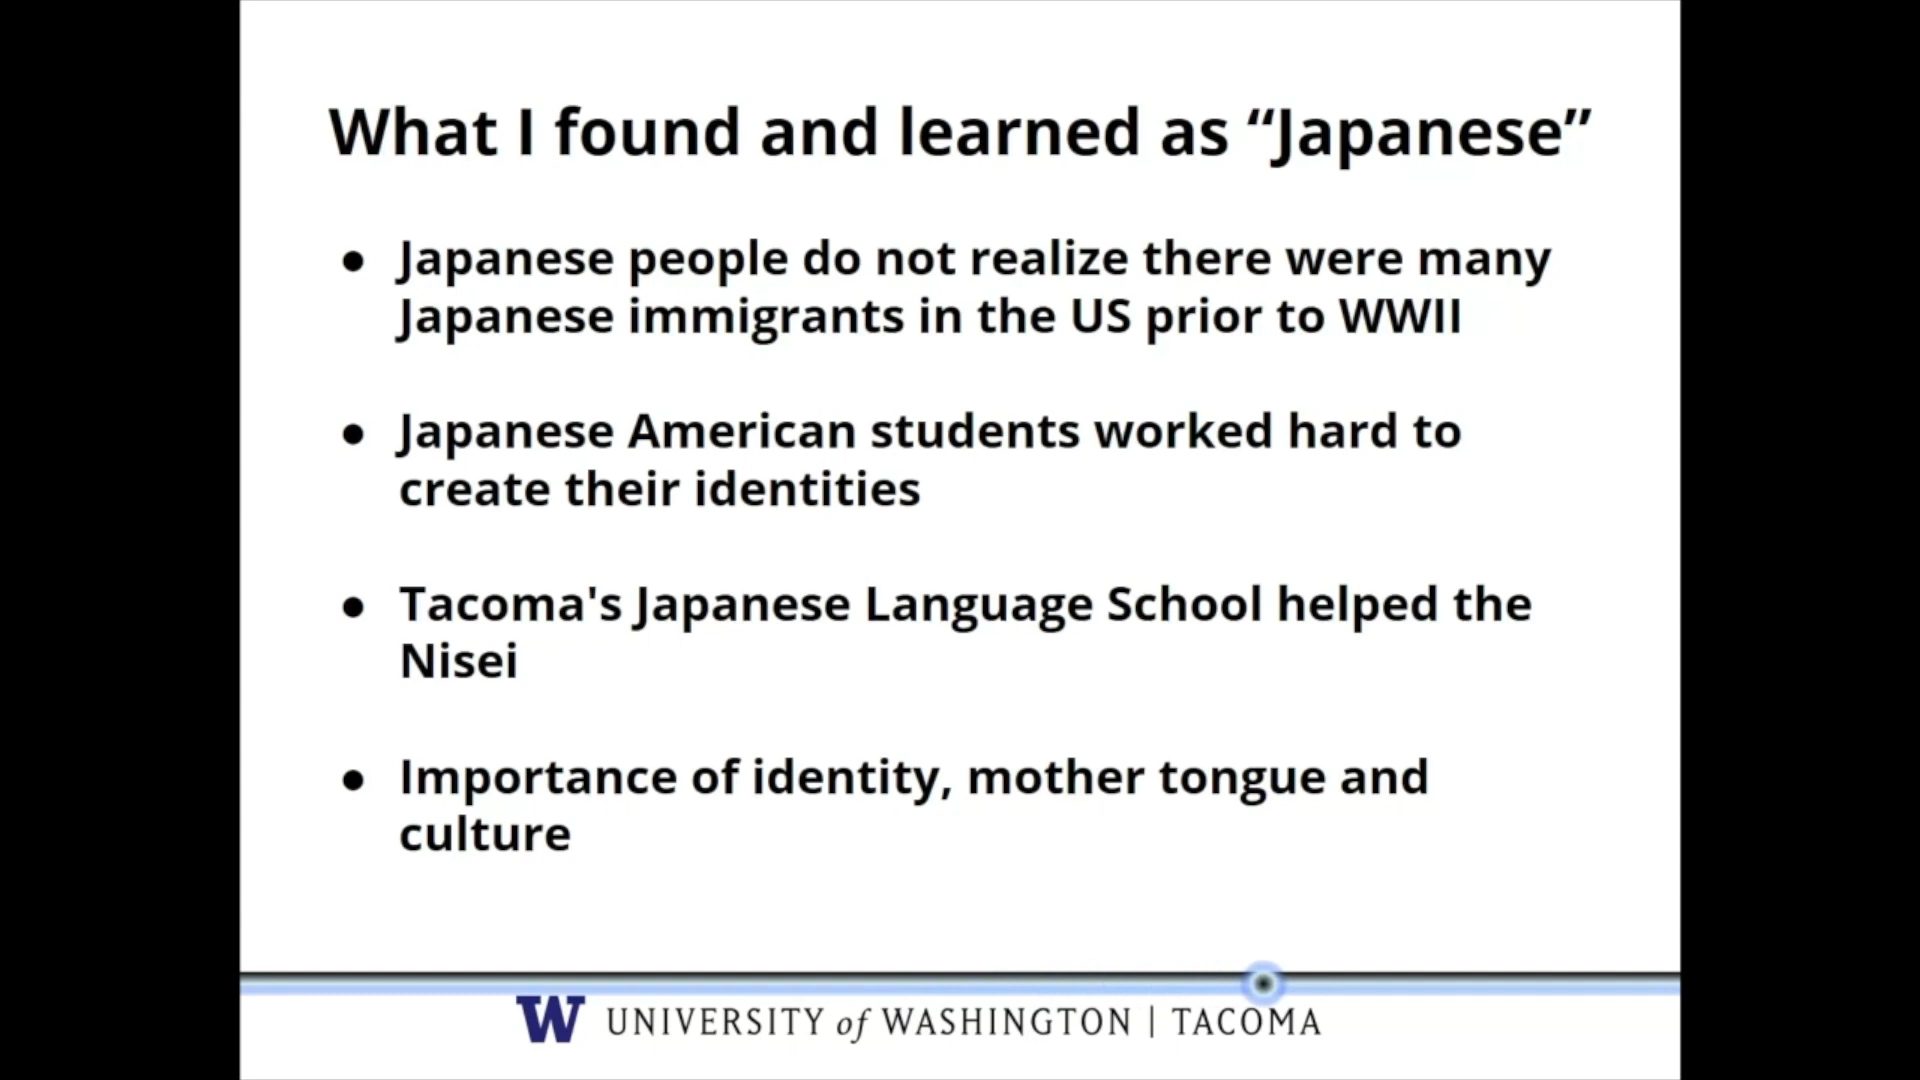 What I found and learned as “Japanese”
● Japanese people do not realize there were many
Japanese immigrants in the US prior to WWII
● Japanese American students worked hard to
create their identities
● Tacoma's Japanese Language School helped the
Nisei
● Importance of identity, mother tongue and
culture
W UNIVERSITY of WASHINGTON | TACOMA